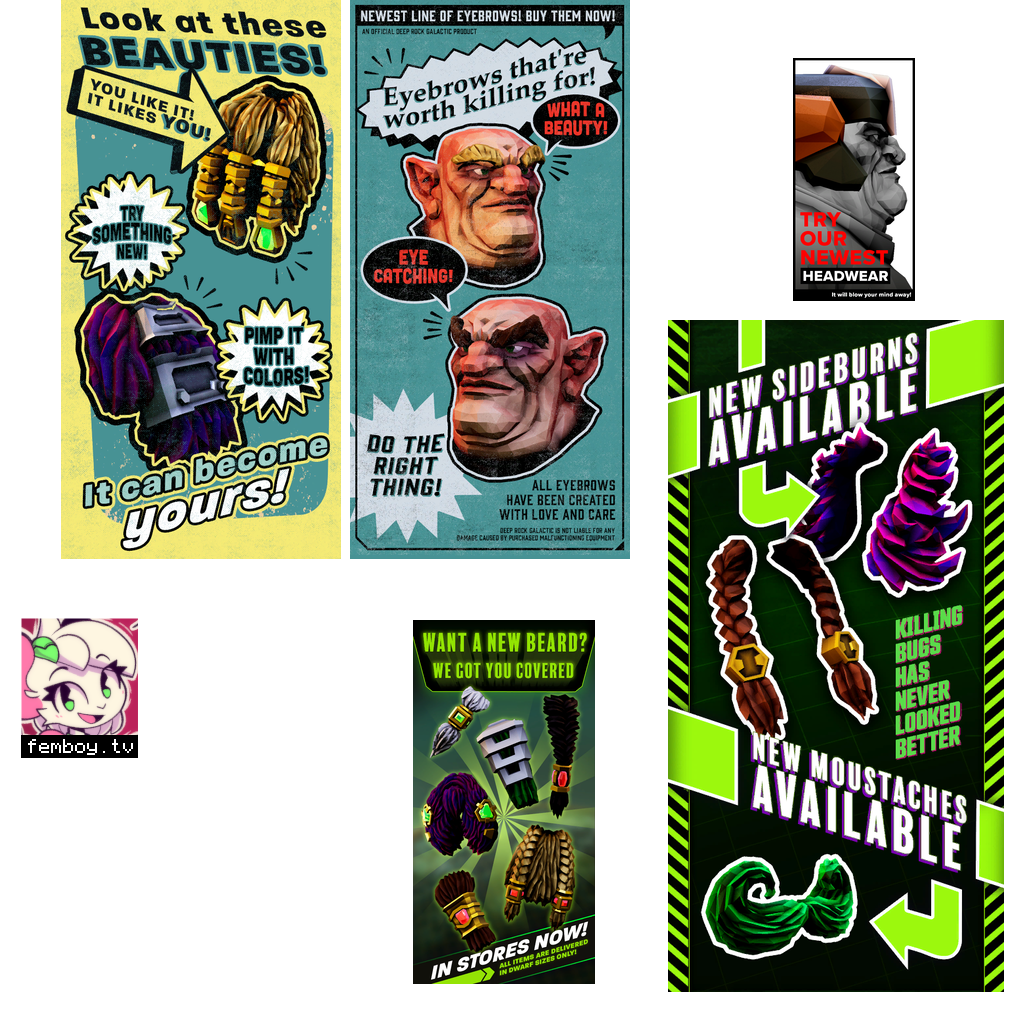 Look at these
BEAUTIES!
YOU LIKE IT!
IT LIKES YOU!
TRY
SOMETHING
NEW!
PIMP IT
WITH
COLORS!
It can become
yours!
NEWEST LINE OF EYEBROWS! BUY THEM NOW!
AN OFFICIAL DEEP ROCK GALACTIC PRODUCT
Eyebrows that're
worth killing for!
WHAT A
BEAUTY!
EYE
CATCHING!
DO THE
RIGHT
THING!
ALL EYEBROWS
HAVE BEEN CREATED
WITH LOVE AND CARE
DEEP ROCK GALACTIC IS NOT LIABLE FOR ANY
DAMAGE CAUSED BY PURCHASED MALFUNCTIONING EQUIPMENT
TRY
OUR
NEWEST
HEADWEAR
It will blow your mind away!
NEW SIDEBURNS
AVAILABLE
KILLING
BUGS
HAS
NEVER
LOOKED
BETTER
NEW MOUSTACHES
AVAILABLE
femboy.tv
WANT A NEW BEARD?
WE GOT YOU COVERED
IN STORES NOW!
ALL ITEMS ARE DELIVERED
IN DWARF SIZES ONLY!